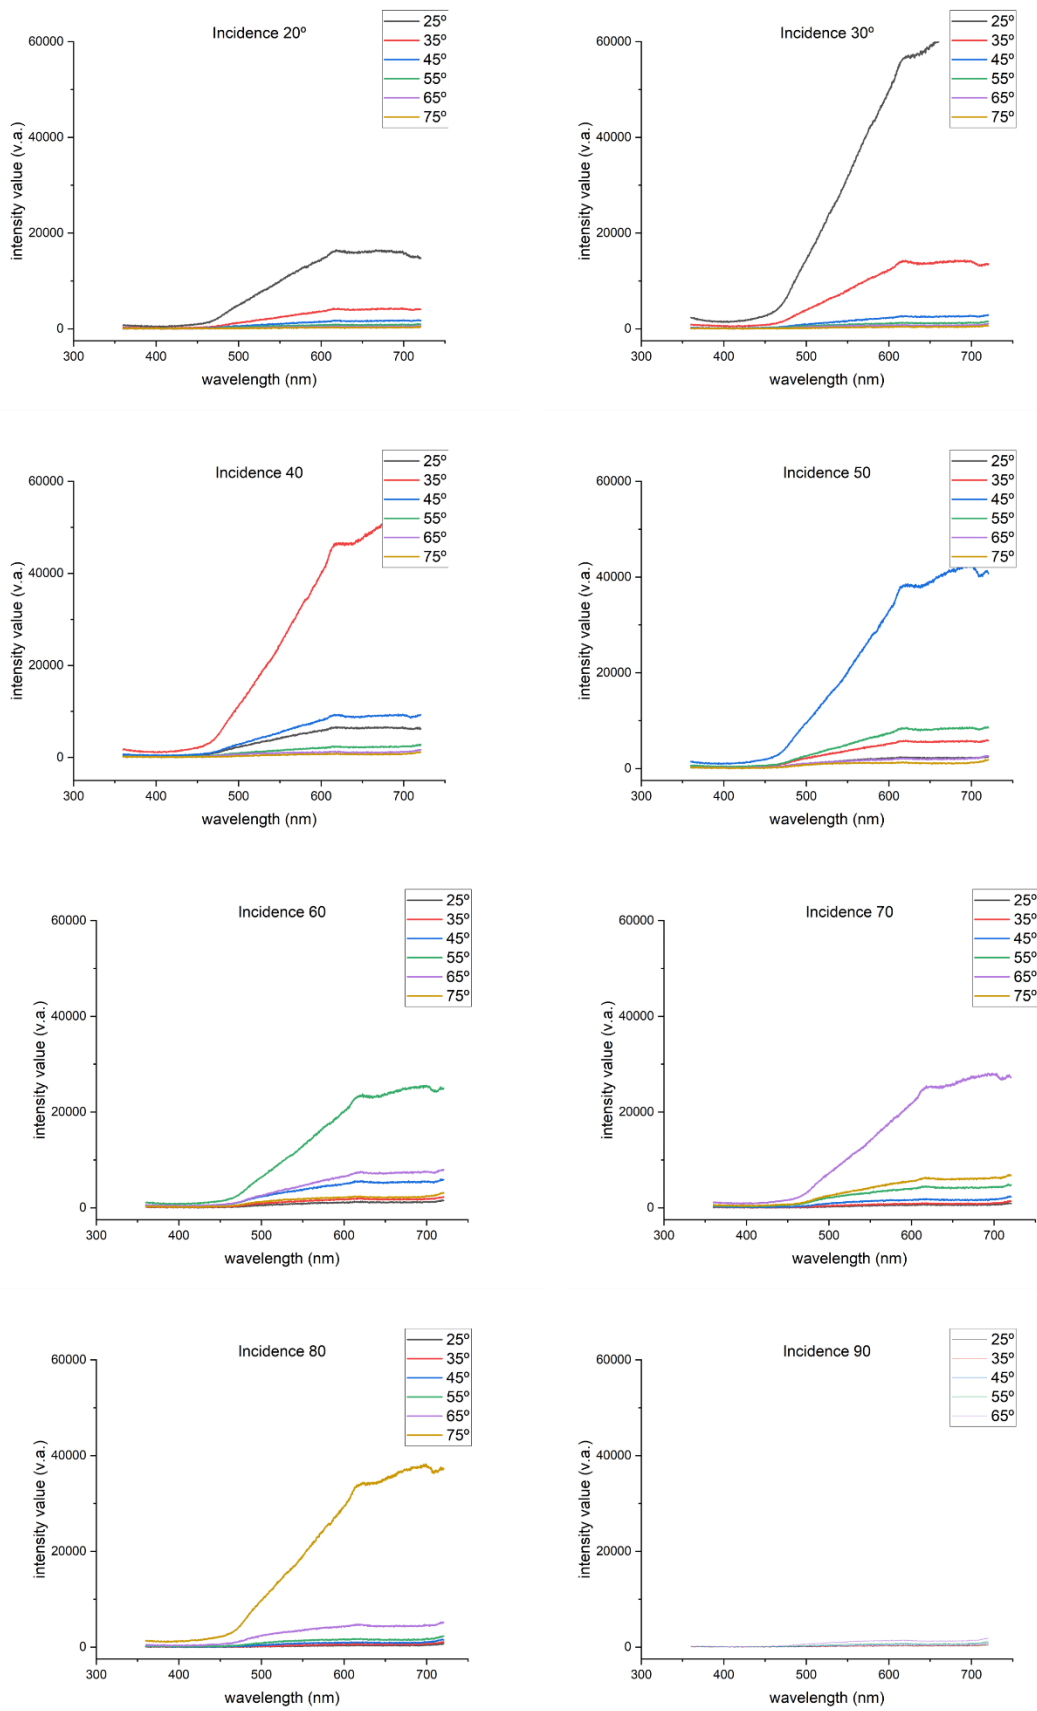 Incidence 20º
25º
35º
45º
55º
65º
75º
60000
40000
20000
0
300 400 500 600 700
intensity value (v.a.)
wavelength (nm)
Incidence 30º
25º
35º
45º
55º
65º
75º
60000
40000
20000
0
300 400 500 600 700
intensity value (v.a.)
wavelength (nm)
Incidence 40
25º
35º
45º
55º
65º
75º
60000
40000
20000
0
300 400 500 600 700
intensity value (v.a.)
wavelength (nm)
Incidence 50
25º
35º
45º
55º
65º
75º
60000
40000
20000
0
300 400 500 600 700
intensity value (v.a.)
wavelength (nm)
Incidence 60
25º
35º
45º
55º
65º
75º
60000
40000
20000
0
300 400 500 600 700
intensity value (v.a.)
wavelength (nm)
Incidence 70
25º
35º
45º
55º
65º
75º
60000
40000
20000
0
300 400 500 600 700
intensity value (v.a.)
wavelength (nm)
Incidence 80
25º
35º
45º
55º
65º
75º
60000
40000
20000
0
300 400 500 600 700
intensity value (v.a.)
wavelength (nm)
Incidence 90
25º
35º
45º
55º
65º
60000
40000
20000
0
300 400 500 600 700
intensity value (v.a.)
wavelength (nm)